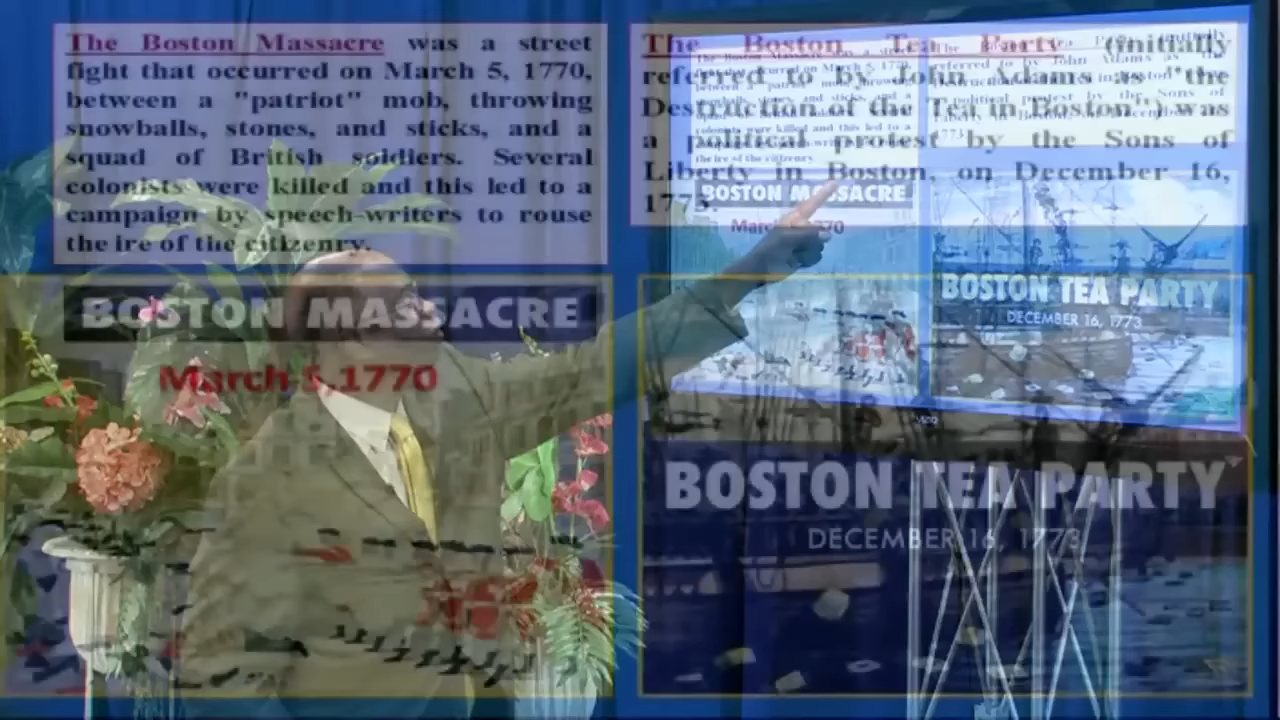 The Boston Massacre was a street
fight that occurred on March 5, 1770,
between a "patriot" mob, throwing
snowballs, stones, and sticks, and a
squad of British soldiers. Several
colonists were killed and this led to a
campaign by speech-writers to rouse
the ire of the citizenry.
BOSTON MASSACRE
March 5,1770
The Boston Tea Party (initially
referred to by John Adams as "the
Destruction of the Tea in Boston") was
a political protest by the Sons of
Liberty in Boston, on December 16,
1773.
BOSTON MASSACRE
March 1770
BOSTON TEA PARTY
DECEMBER 16, 1773
BOSTON TEA PARTY
DECEMBER 16, 1773